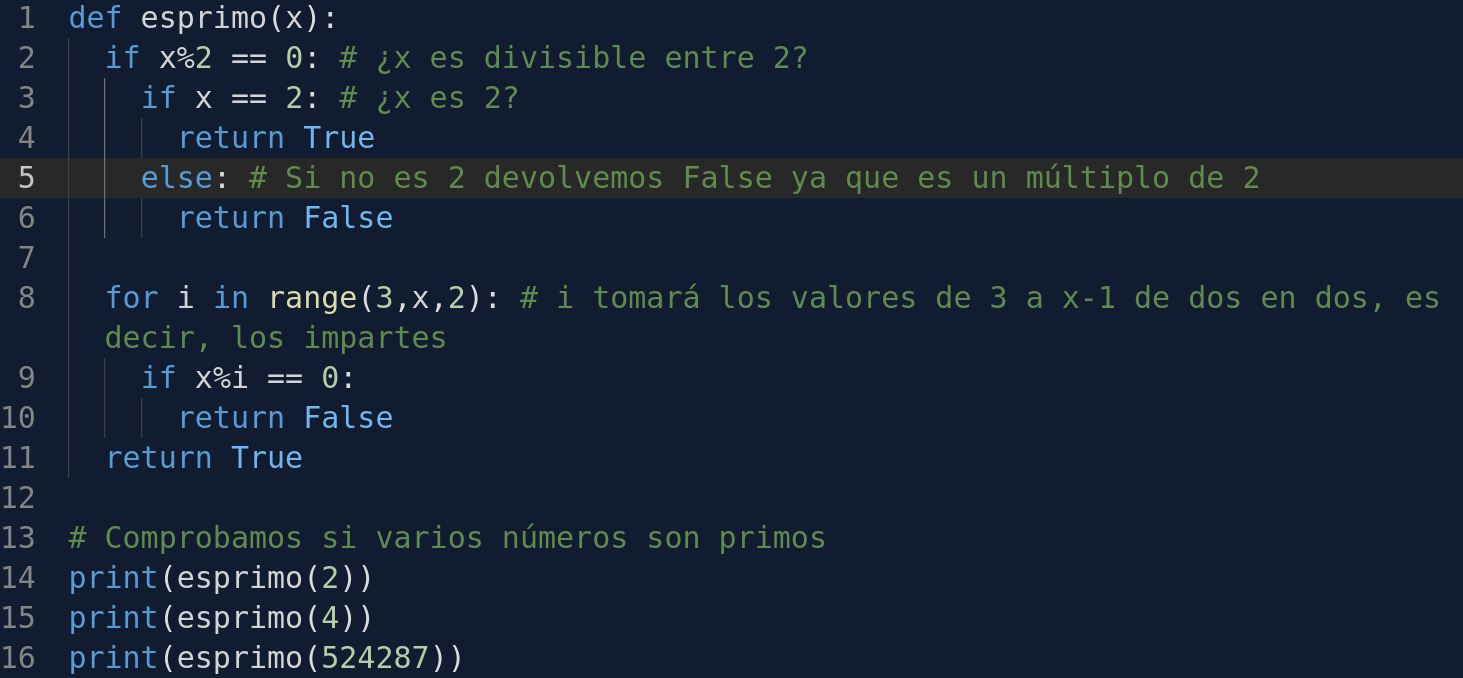 1 def esprimo(x):
2   if x%2 == 0: # ¿x es divisible entre 2?
3     if x == 2: # ¿x es 2?
4       return True
5     else: # Si no es 2 devolvemos False ya que es un múltiplo de 2
6       return False
7
8   for i in range(3,x,2): # i tomará los valores de 3 a x-1 de dos en dos, es
  decir, los impartes
9     if x%i == 0:
10       return False
11   return True
12
13 # Comprobamos si varios números son primos
14 print(esprimo(2))
15 print(esprimo(4))
16 print(esprimo(524287))